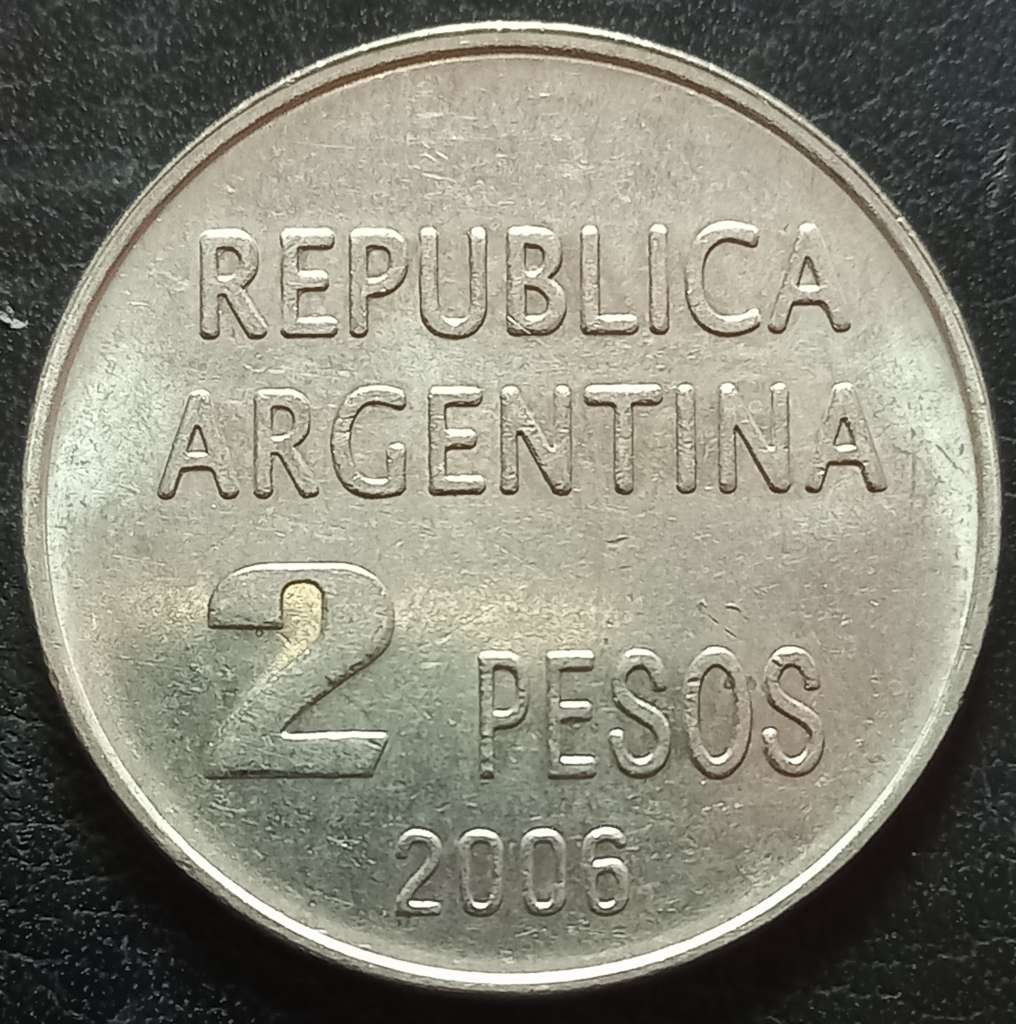 REPUBLICA
ARGENTINA
2 PESOS
2006